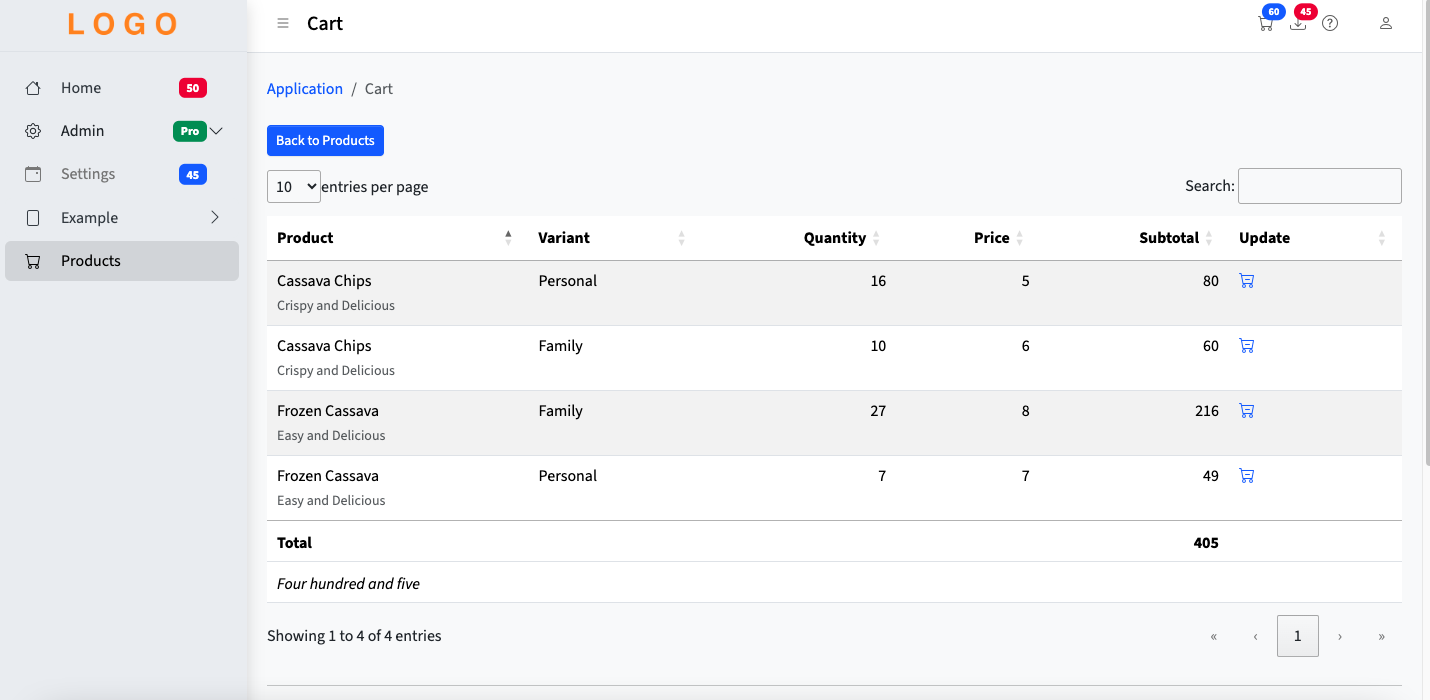 LOGO
Cart
60
45
Home 50
Admin Pro
Settings 45
Example
Products
Application / Cart
Back to Products
10 entries per page
Search:
Product Variant Quantity Price Subtotal Update
Cassava Chips Personal 16 5 80
Crispy and Delicious
Cassava Chips Family 10 6 60
Crispy and Delicious
Frozen Cassava Family 27 8 216
Easy and Delicious
Frozen Cassava Personal 7 7 49
Easy and Delicious
Total 405
Four hundred and five
Showing 1 to 4 of 4 entries
« ‹ 1 › »